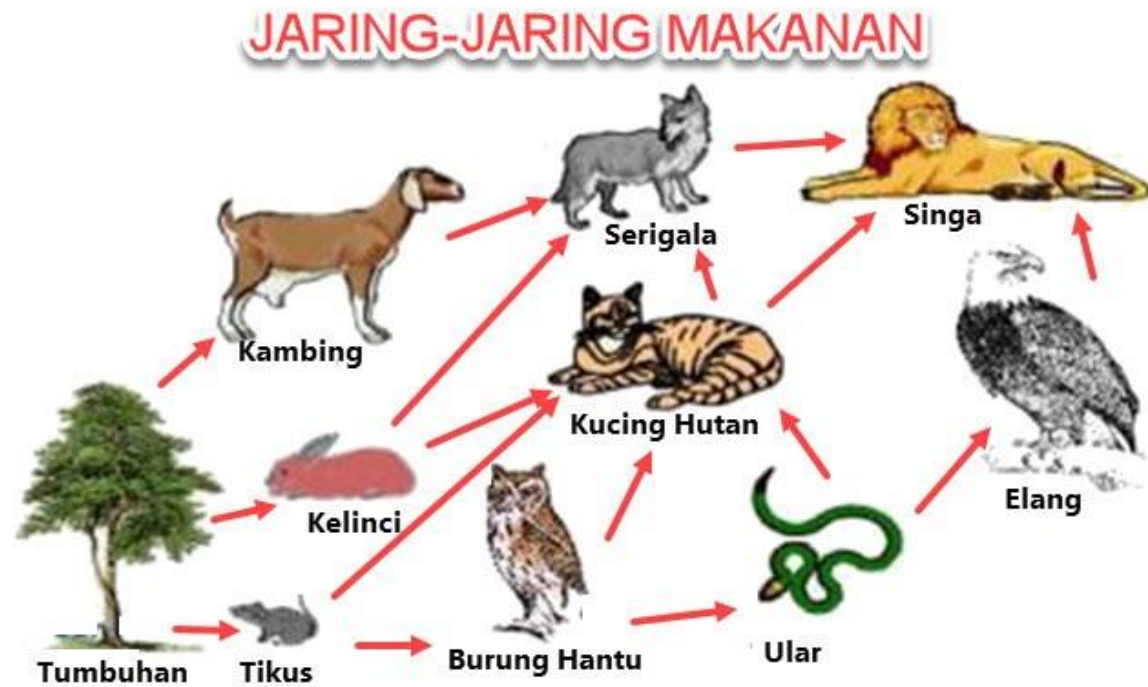 JARING-JARING MAKANAN
Serigala
Singa
Kambing
Kucing Hutan
Kelinci
Elang
Tumbuhan
Tikus
Burung Hantu
Ular